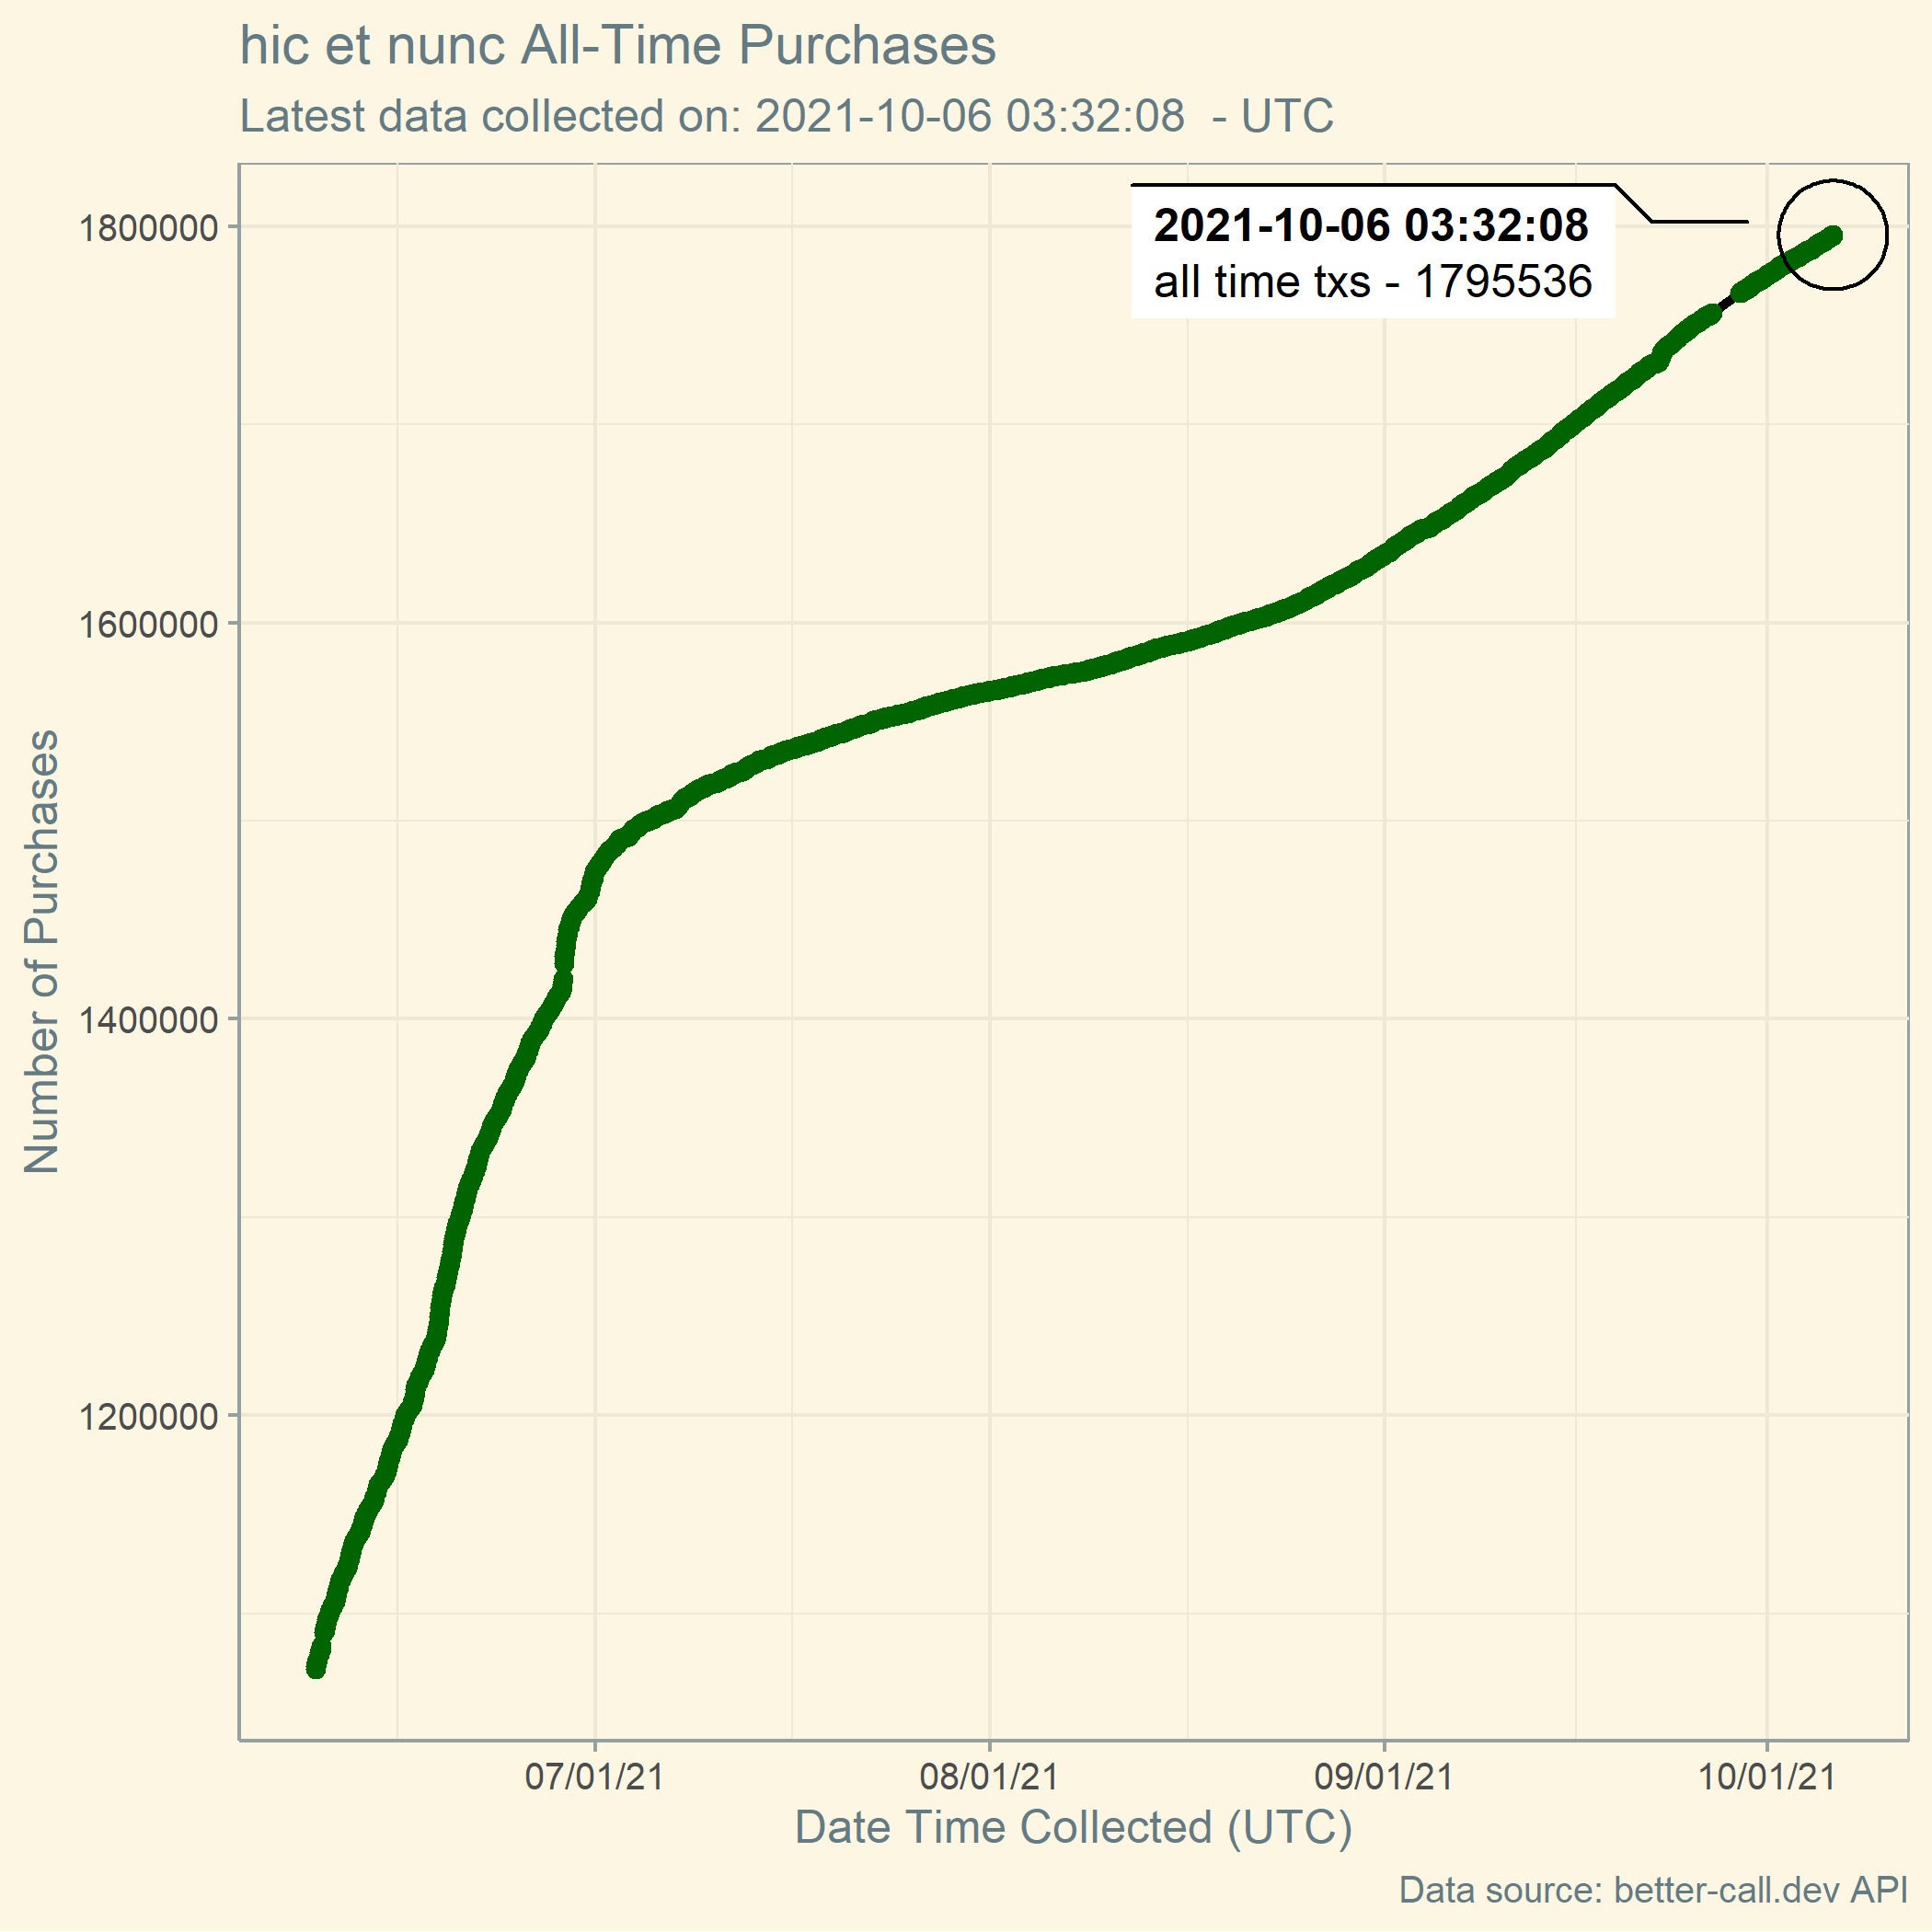 hic et nunc All-Time Purchases
Latest data collected on: 2021-10-06 03:32:08  - UTC
2021-10-06 03:32:08
all time txs - 1795536
Number of Purchases
1800000
1600000
1400000
1200000
07/01/21
08/01/21
09/01/21
10/01/21
Date Time Collected (UTC)
Data source: better-call.dev API